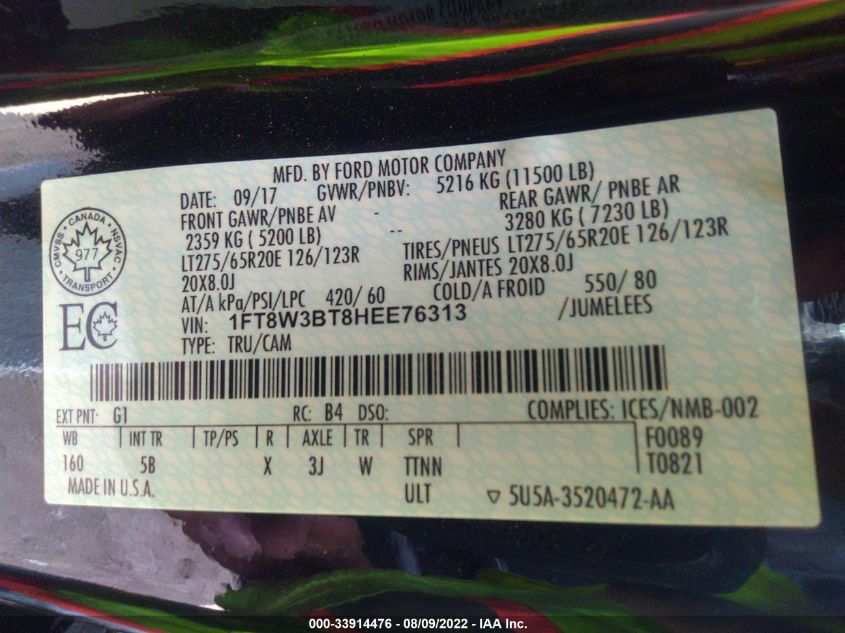 FORD MOTOR COMPANY
MFD. BY FORD MOTOR COMPANY
DATE: 09/17 GVWR/PNBV: 5216 KG (11500 LB)
FRONT GAWR/PNBE AV - REAR GAWR/ PNBE AR
2359 KG ( 5200 LB) -- 3280 KG ( 7230 LB)
LT275/65R20E 126/123R TIRES/PNEUS LT275/65R20E 126/123R
20X8.0J RIMS/JANTES 20X8.0J
AT/A kPa/PSI/LPC 420/ 60 COLD/A FROID 550/ 80
VIN: 1FT8W3BT8HEE76313 /JUMELEES
TYPE: TRU/CAM
CANADA
CMVSS NSVAC
977
TRANSPORT
EC
EXT PNT: G1 RC: B4 DSO: COMPLIES: ICES/NMB-002
WB INT TR TP/PS R AXLE TR SPR F0089
160 5B X 3J W TTNN T0821
MADE IN U.S.A. ULT ▽ 5U5A-3520472-AA
000-33914476 - 08/09/2022 - IAA Inc.